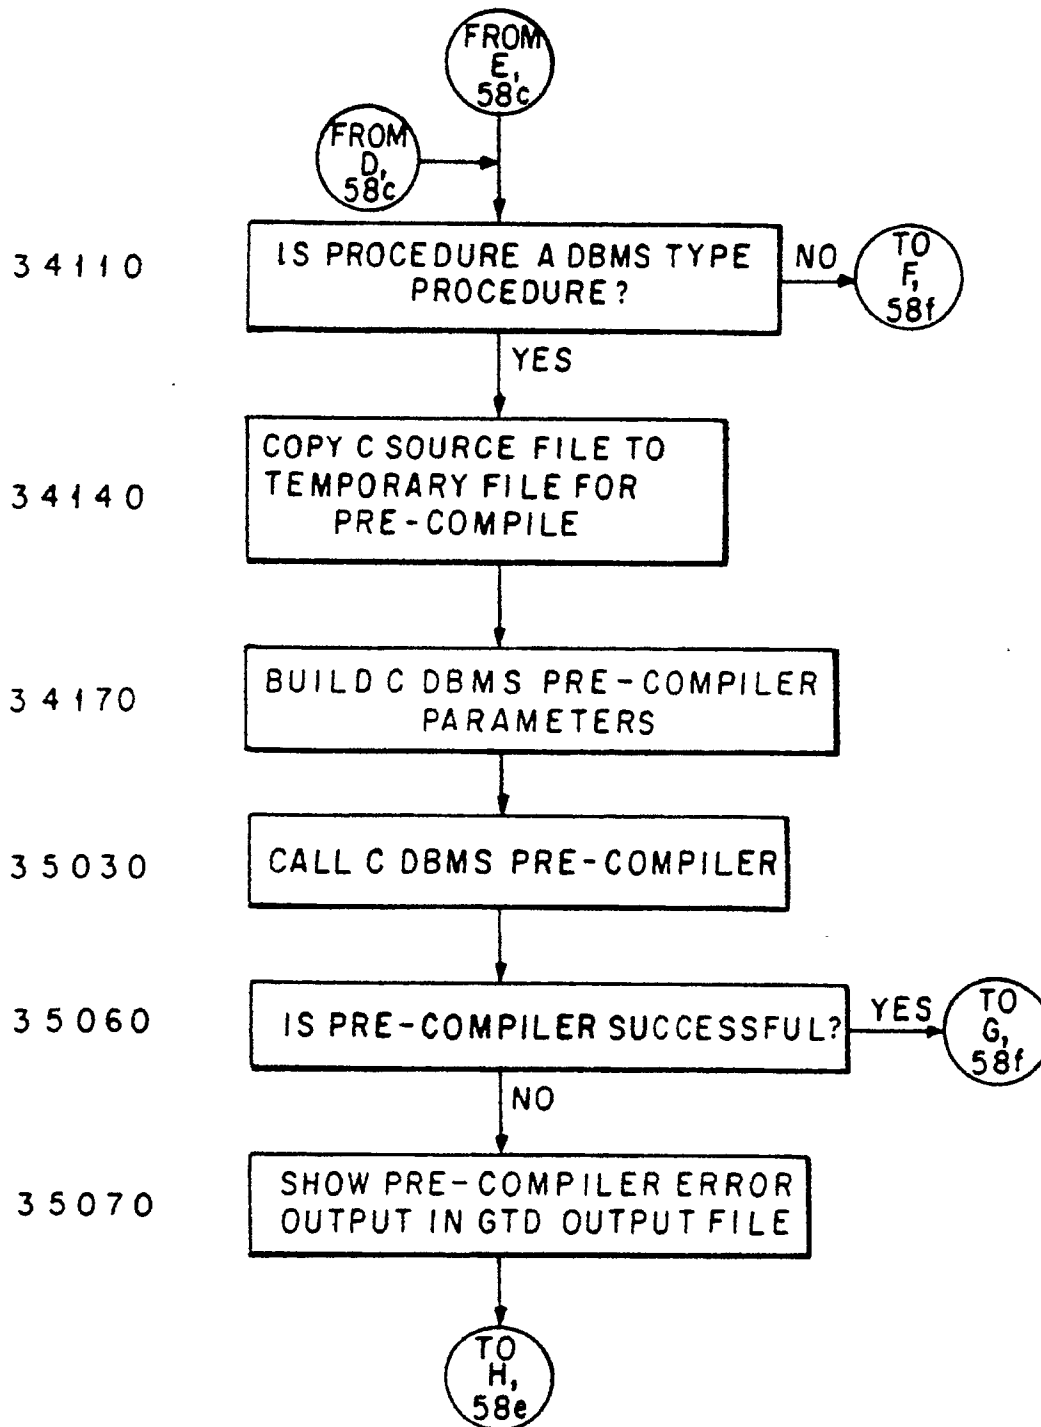 FROM
E,
58c
FROM
D,
58c
34110
IS PROCEDURE A DBMS TYPE
PROCEDURE?
NO
TO
F,
58f
YES
34140
COPY C SOURCE FILE TO
TEMPORARY FILE FOR
PRE-COMPILE
34170
BUILD C DBMS PRE-COMPILER
PARAMETERS
35030
CALL C DBMS PRE-COMPILER
35060
IS PRE-COMPILER SUCCESSFUL?
YES
TO
G,
58f
NO
35070
SHOW PRE-COMPILER ERROR
OUTPUT IN GTD OUTPUT FILE
TO
H,
58e